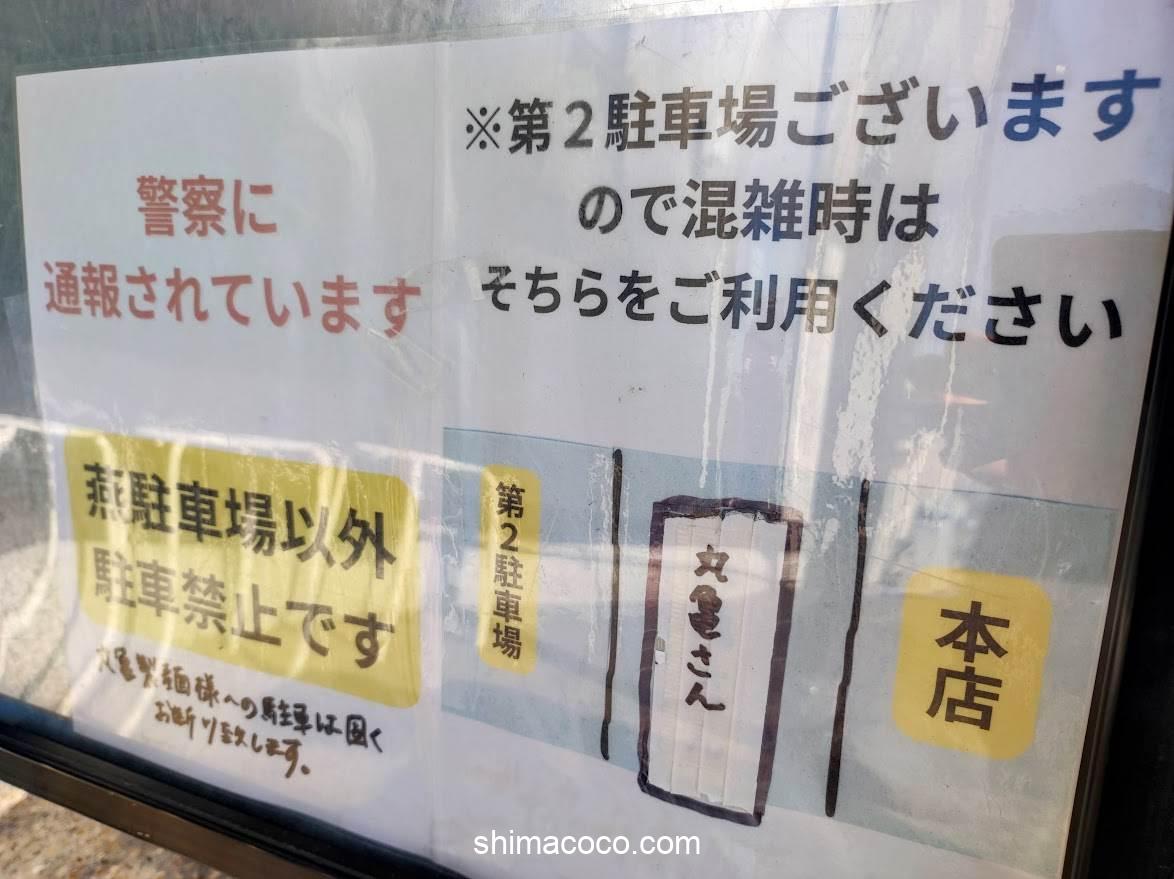 警察に
通報されています
燕駐車場以外
駐車禁止です
丸亀製麺様への駐車は固く
お断り致します。
※第2駐車場ございます
ので混雑時は
そちらをご利用ください
第2駐車場
丸亀さん
本店
shimacoco.com